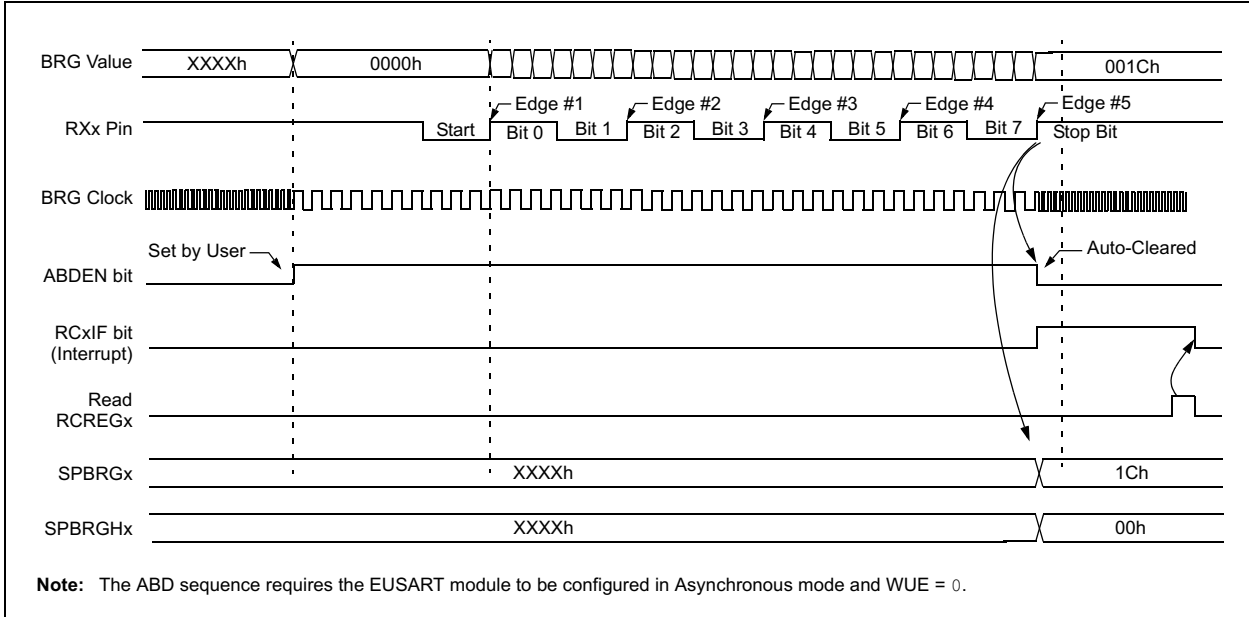 BRG Value XXXXh 0000h 001Ch
Edge #1 Edge #2 Edge #3 Edge #4 Edge #5
RXx Pin Start Bit 0 Bit 1 Bit 2 Bit 3 Bit 4 Bit 5 Bit 6 Bit 7 Stop Bit
BRG Clock
Set by User Auto-Cleared
ABDEN bit
RCxIF bit
(Interrupt)
Read
RCREGx
SPBRGx XXXXh 1Ch
SPBRGHx XXXXh 00h
Note: The ABD sequence requires the EUSART module to be configured in Asynchronous mode and WUE = 0.